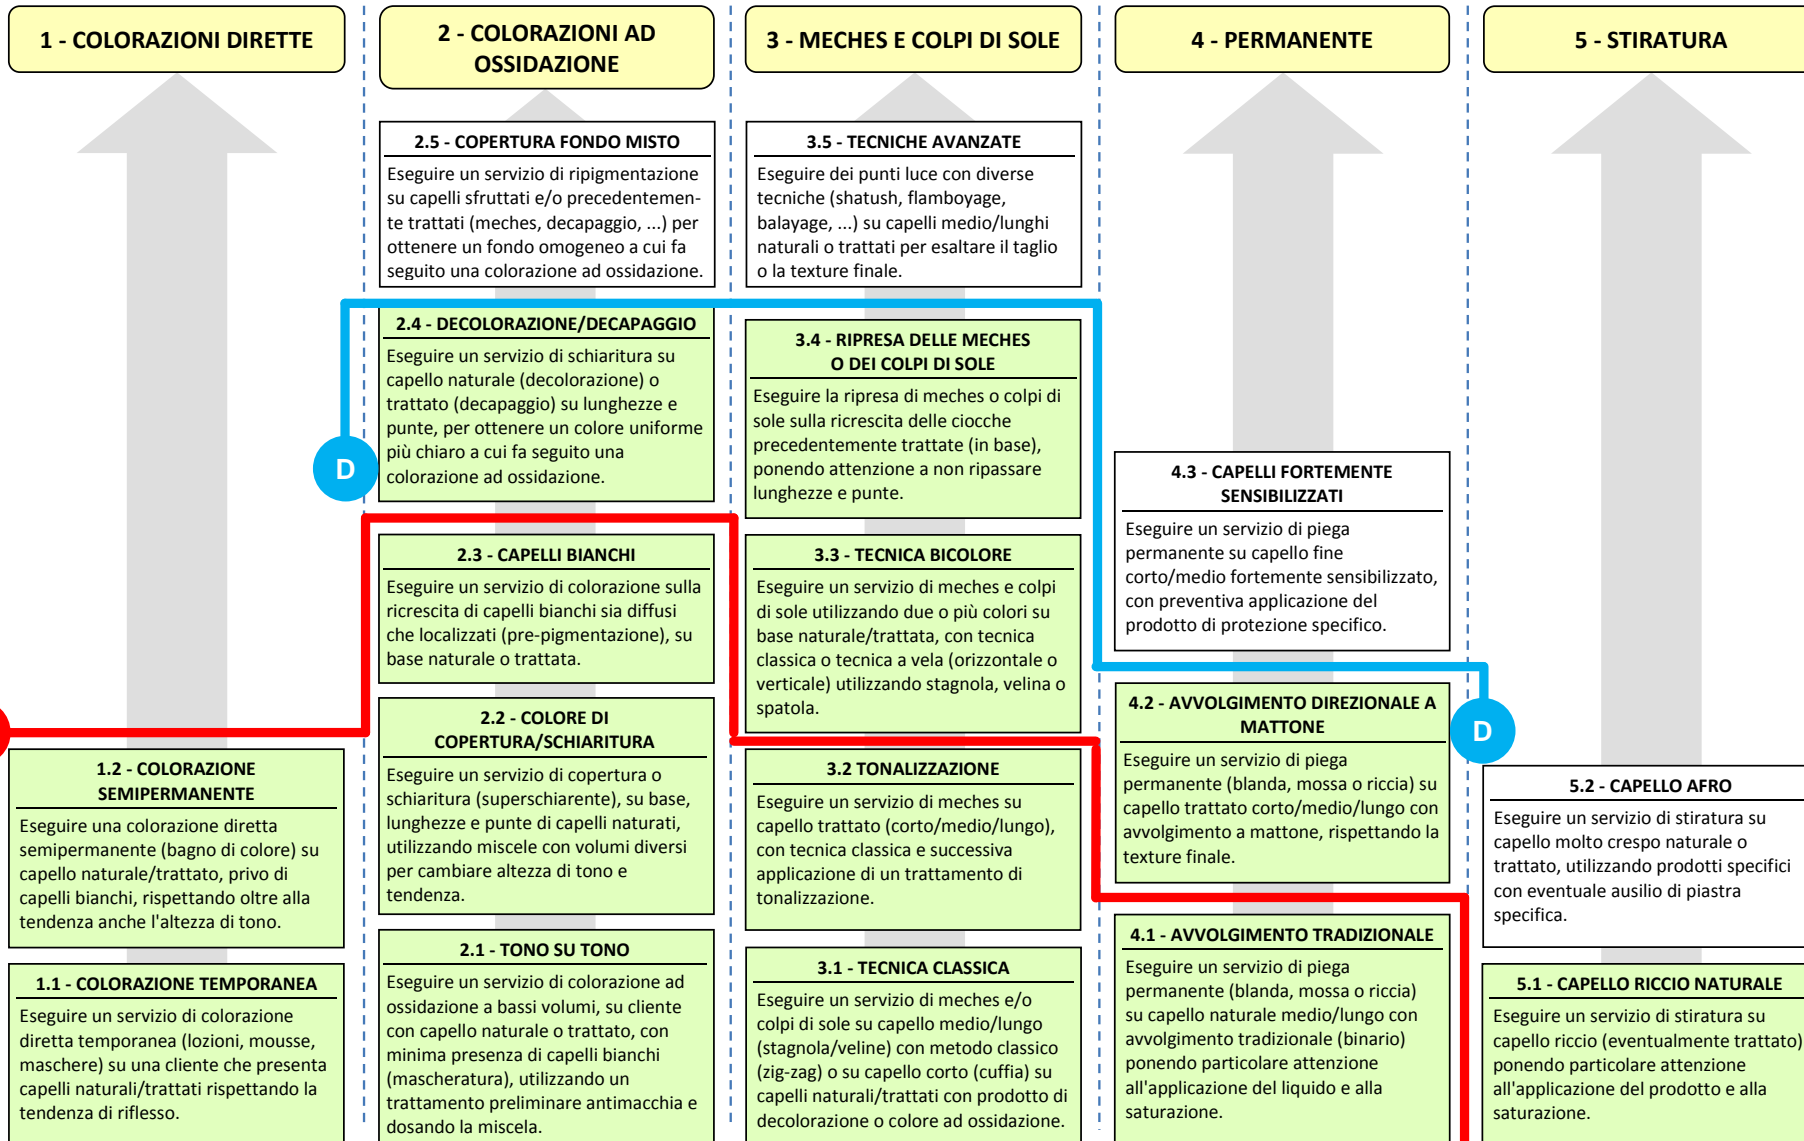 1 - COLORAZIONI DIRETTE
2 - COLORAZIONI AD
OSSIDAZIONE
3 - MECHES E COLPI DI SOLE
4 - PERMANENTE
5 - STIRATURA
2.5 - COPERTURA FONDO MISTO
Eseguire un servizio di ripigmentazione
su capelli sfruttati e/o precedentemen-
te trattati (meches, decapaggio, ...) per
ottenere un fondo omogeneo a cui fa
seguito una colorazione ad ossidazione.
3.5 - TECNICHE AVANZATE
Eseguire dei punti luce con diverse
tecniche (shatush, flamboyage,
balayage, ...) su capelli medio/lunghi
naturali o trattati per esaltare il taglio
o la texture finale.
2.4 - DECOLORAZIONE/DECAPAGGIO
Eseguire un servizio di schiaritura su
capello naturale (decolorazione) o
trattato (decapaggio) su lunghezze e
punte, per ottenere un colore uniforme
più chiaro a cui fa seguito una
colorazione ad ossidazione.
D
3.4 - RIPRESA DELLE MECHES
O DEI COLPI DI SOLE
Eseguire la ripresa di meches o colpi di
sole sulla ricrescita delle ciocche
precedentemente trattate (in base),
ponendo attenzione a non ripassare
lunghezze e punte.
4.3 - CAPELLI FORTEMENTE
SENSIBILIZZATI
Eseguire un servizio di piega
permanente su capello fine
corto/medio fortemente sensibilizzato,
con preventiva applicazione del
prodotto di protezione specifico.
2.3 - CAPELLI BIANCHI
Eseguire un servizio di colorazione sulla
ricrescita di capelli bianchi sia diffusi
che localizzati (pre-pigmentazione), su
base naturale o trattata.
3.3 - TECNICA BICOLORE
Eseguire un servizio di meches e colpi
di sole utilizzando due o più colori su
base naturale/trattata, con tecnica
classica o tecnica a vela (orizzontale o
verticale) utilizzando stagnola, velina o
spatola.
4.2 - AVVOLGIMENTO DIREZIONALE A
MATTONE
Eseguire un servizio di piega
permanente (blanda, mossa o riccia) su
capello trattato corto/medio/lungo con
avvolgimento a mattone, rispettando la
texture finale.
D
1.2 - COLORAZIONE
SEMIPERMANENTE
Eseguire una colorazione diretta
semipermanente (bagno di colore) su
capello naturale/trattato, privo di
capelli bianchi, rispettando oltre alla
tendenza anche l'altezza di tono.
2.2 - COLORE DI
COPERTURA/SCHIARITURA
Eseguire un servizio di copertura o
schiaritura (superschiarente), su base,
lunghezze e punte di capelli naturati,
utilizzando miscele con volumi diversi
per cambiare altezza di tono e
tendenza.
3.2 TONALIZZAZIONE
Eseguire un servizio di meches su
capello trattato (corto/medio/lungo),
con tecnica classica e successiva
applicazione di un trattamento di
tonalizzazione.
5.2 - CAPELLO AFRO
Eseguire un servizio di stiratura su
capello molto crespo naturale o
trattato, utilizzando prodotti specifici
con eventuale ausilio di piastra
specifica.
1.1 - COLORAZIONE TEMPORANEA
Eseguire un servizio di colorazione
diretta temporanea (lozioni, mousse,
maschere) su una cliente che presenta
capelli naturali/trattati rispettando la
tendenza di riflesso.
2.1 - TONO SU TONO
Eseguire un servizio di colorazione ad
ossidazione a bassi volumi, su cliente
con capello naturale o trattato, con
minima presenza di capelli bianchi
(mascheratura), utilizzando un
trattamento preliminare antimacchia e
dosando la miscela.
3.1 - TECNICA CLASSICA
Eseguire un servizio di meches e/o
colpi di sole su capello medio/lungo
(stagnola/veline) con metodo classico
(zig-zag) o su capello corto (cuffia) su
capelli naturali/trattati con prodotto di
decolorazione o colore ad ossidazione.
4.1 - AVVOLGIMENTO TRADIZIONALE
Eseguire un servizio di piega
permanente (blanda, mossa o riccia)
su capello naturale medio/lungo con
avvolgimento tradizionale (binario)
ponendo particolare attenzione
all'applicazione del liquido e alla
saturazione.
5.1 - CAPELLO RICCIO NATURALE
Eseguire un servizio di stiratura su
capello riccio (eventualmente trattato)
ponendo particolare attenzione
all'applicazione del prodotto e alla
saturazione.